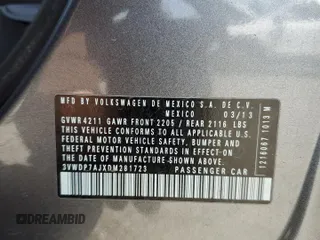 MFD BY VOLKSWAGEN DE MEXICO S.A. DE C.V.
MEXICO 03/13
GVWR 4211 GAWR FRONT 2205 / REAR 2116 LBS
THIS VEHICLE CONFORMS TO ALL APPLICABLE
FEDERAL MOTOR VEHICLE SAFETY, BUMPER AND
THEFT PREVENTION STANDARDS IN EFFECT ON THE
DATE OF MANUFACTURE SHOWN ABOVE.
3VWDP7AJXDM281723 PASSENGER CAR
1216067 1013 M
DREAMBID